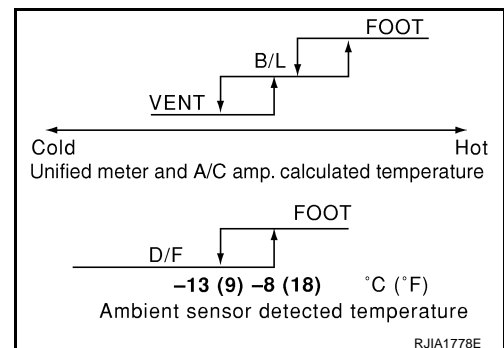 FOOT
B/L
VENT
Cold Hot
Unified meter and A/C amp. calculated temperature
FOOT
D/F
–13 (9) –8 (18) ˚C (˚F)
Ambient sensor detected temperature
RJIA1778E